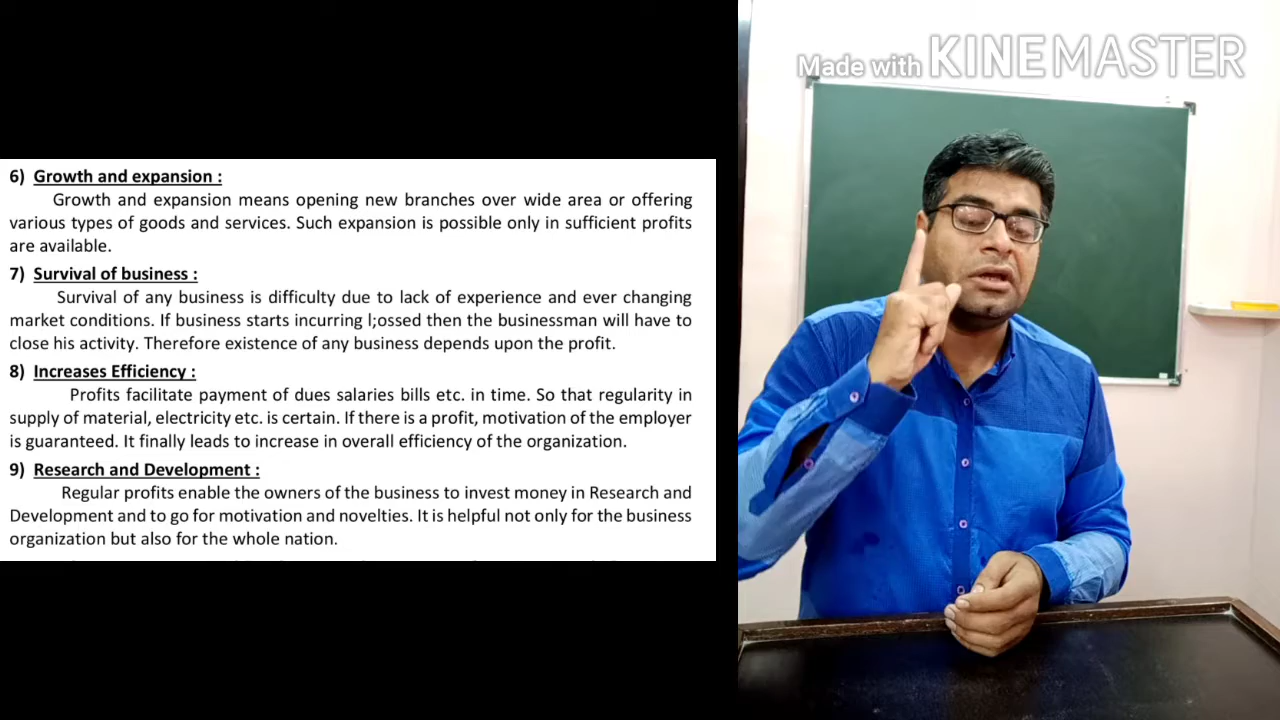 6) Growth and expansion :
Growth and expansion means opening new branches over wide area or offering
various types of goods and services. Such expansion is possible only in sufficient profits
are available.
7) Survival of business :
Survival of any business is difficulty due to lack of experience and ever changing
market conditions. If business starts incurring l;ossed then the businessman will have to
close his activity. Therefore existence of any business depends upon the profit.
8) Increases Efficiency :
Profits facilitate payment of dues salaries bills etc. in time. So that regularity in
supply of material, electricity etc. is certain. If there is a profit, motivation of the employer
is guaranteed. It finally leads to increase in overall efficiency of the organization.
9) Research and Development :
Regular profits enable the owners of the business to invest money in Research and
Development and to go for motivation and novelties. It is helpful not only for the business
organization but also for the whole nation.
Made with KINEMASTER